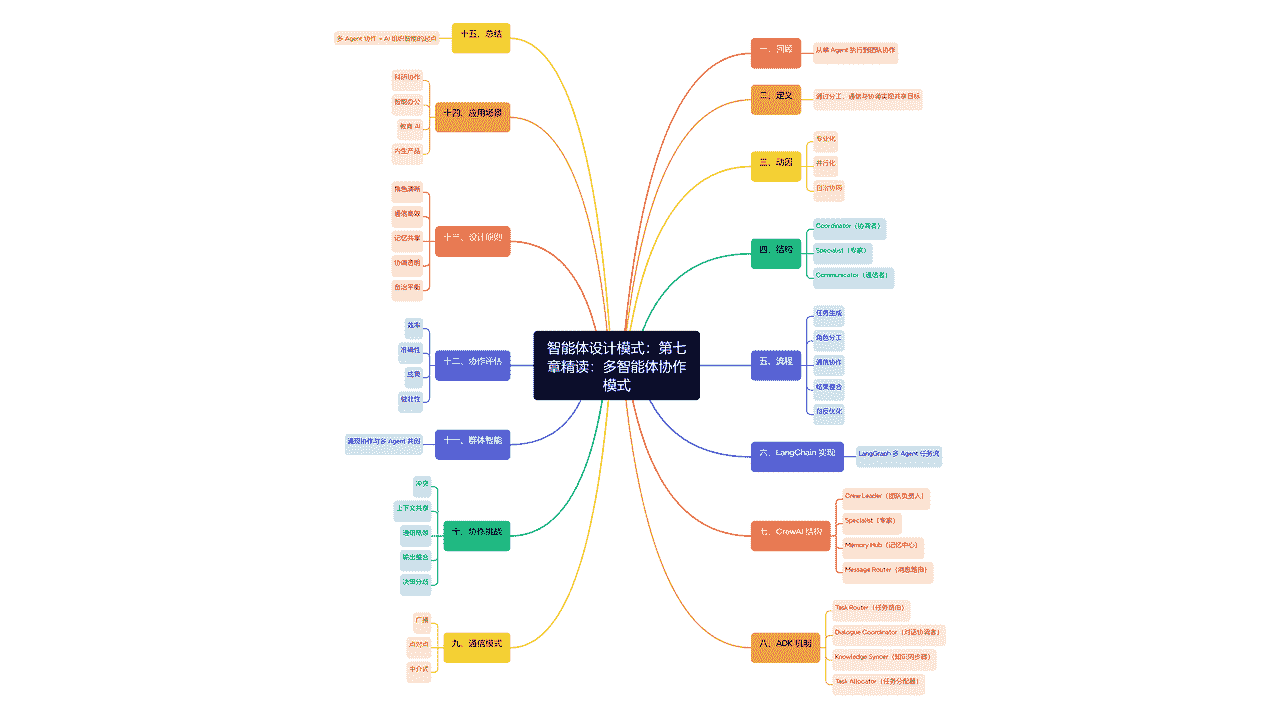 智能体设计模式：第七
章精读：多智能体协作
模式
一、回顾
从单 Agent 执行到团队协作
二、定义
通过分工、通信与协调实现共享目标
三、动因
专业化
并行化
自治协同
四、结构
Coordinator（协调者）
Specialist（专家）
Communicator（通信者）
五、流程
任务生成
角色分工
通信协作
结果整合
反馈优化
六、LangChain 实现
LangGraph 多 Agent 任务流
七、CrewAI 结构
Crew Leader（团队负责人）
Specialist（专家）
Memory Hub（记忆中心）
Message Router（消息路由）
八、ADK 机制
Task Router（任务路由）
Dialogue Coordinator（对话协调者）
Knowledge Syncer（知识同步器）
Task Allocator（任务分配器）
九、通信模式
广播
点对点
中介式
十、协作挑战
冲突
上下文共享
通信瓶颈
输出整合
决策分歧
十一、群体智能
涌现协作与多 Agent 共创
十二、协作评估
效率
准确性
成本
健壮性
十三、设计原则
角色清晰
通信高效
记忆共享
协调透明
自治平衡
十四、应用场景
科研协作
智能办公
教育 AI
内容产品
十五、总结
多 Agent 协作 = AI 组织智能的起点